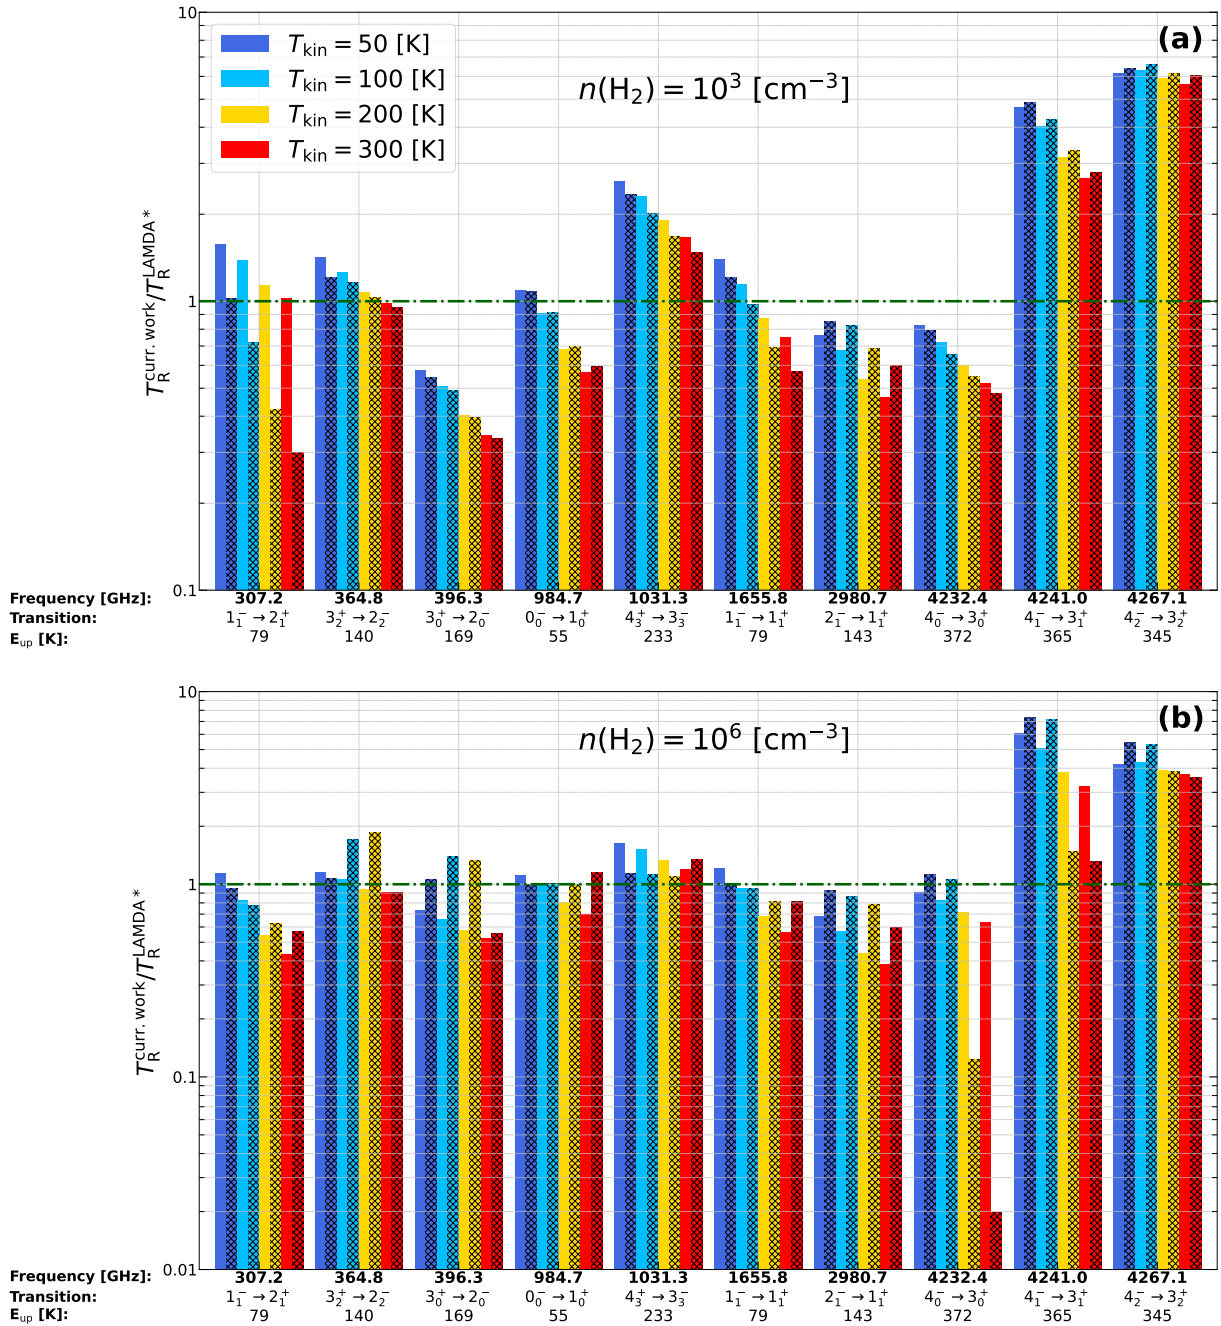 10
(a)
T_kin = 50 [K]
T_kin = 100 [K]
T_kin = 200 [K]
T_kin = 300 [K]
n(H₂) = 10³ [cm⁻³]
T_R^curr. work/T_R^LAMDA*
1
0.1
Frequency [GHz]: 307.2 364.8 396.3 984.7 1031.3 1655.8 2980.7 4232.4 4241.0 4267.1
Transition: 1₁⁻→2₁⁺ 3₂⁺→2₂⁻ 3₀⁺→2₀⁻ 0₀⁻→1₀⁺ 4₃⁺→3₃⁻ 1₁⁻→1₁⁺ 2₁⁻→1₁⁺ 4₀⁻→3₀⁺ 4₁⁻→3₁⁺ 4₂⁻→3₂⁺
E_up [K]: 79 140 169 55 233 79 143 372 365 345
10
(b)
n(H₂) = 10⁶ [cm⁻³]
T_R^curr. work/T_R^LAMDA*
1
0.1
0.01
Frequency [GHz]: 307.2 364.8 396.3 984.7 1031.3 1655.8 2980.7 4232.4 4241.0 4267.1
Transition: 1₁⁻→2₁⁺ 3₂⁺→2₂⁻ 3₀⁺→2₀⁻ 0₀⁻→1₀⁺ 4₃⁺→3₃⁻ 1₁⁻→1₁⁺ 2₁⁻→1₁⁺ 4₀⁻→3₀⁺ 4₁⁻→3₁⁺ 4₂⁻→3₂⁺
E_up [K]: 79 140 169 55 233 79 143 372 365 345